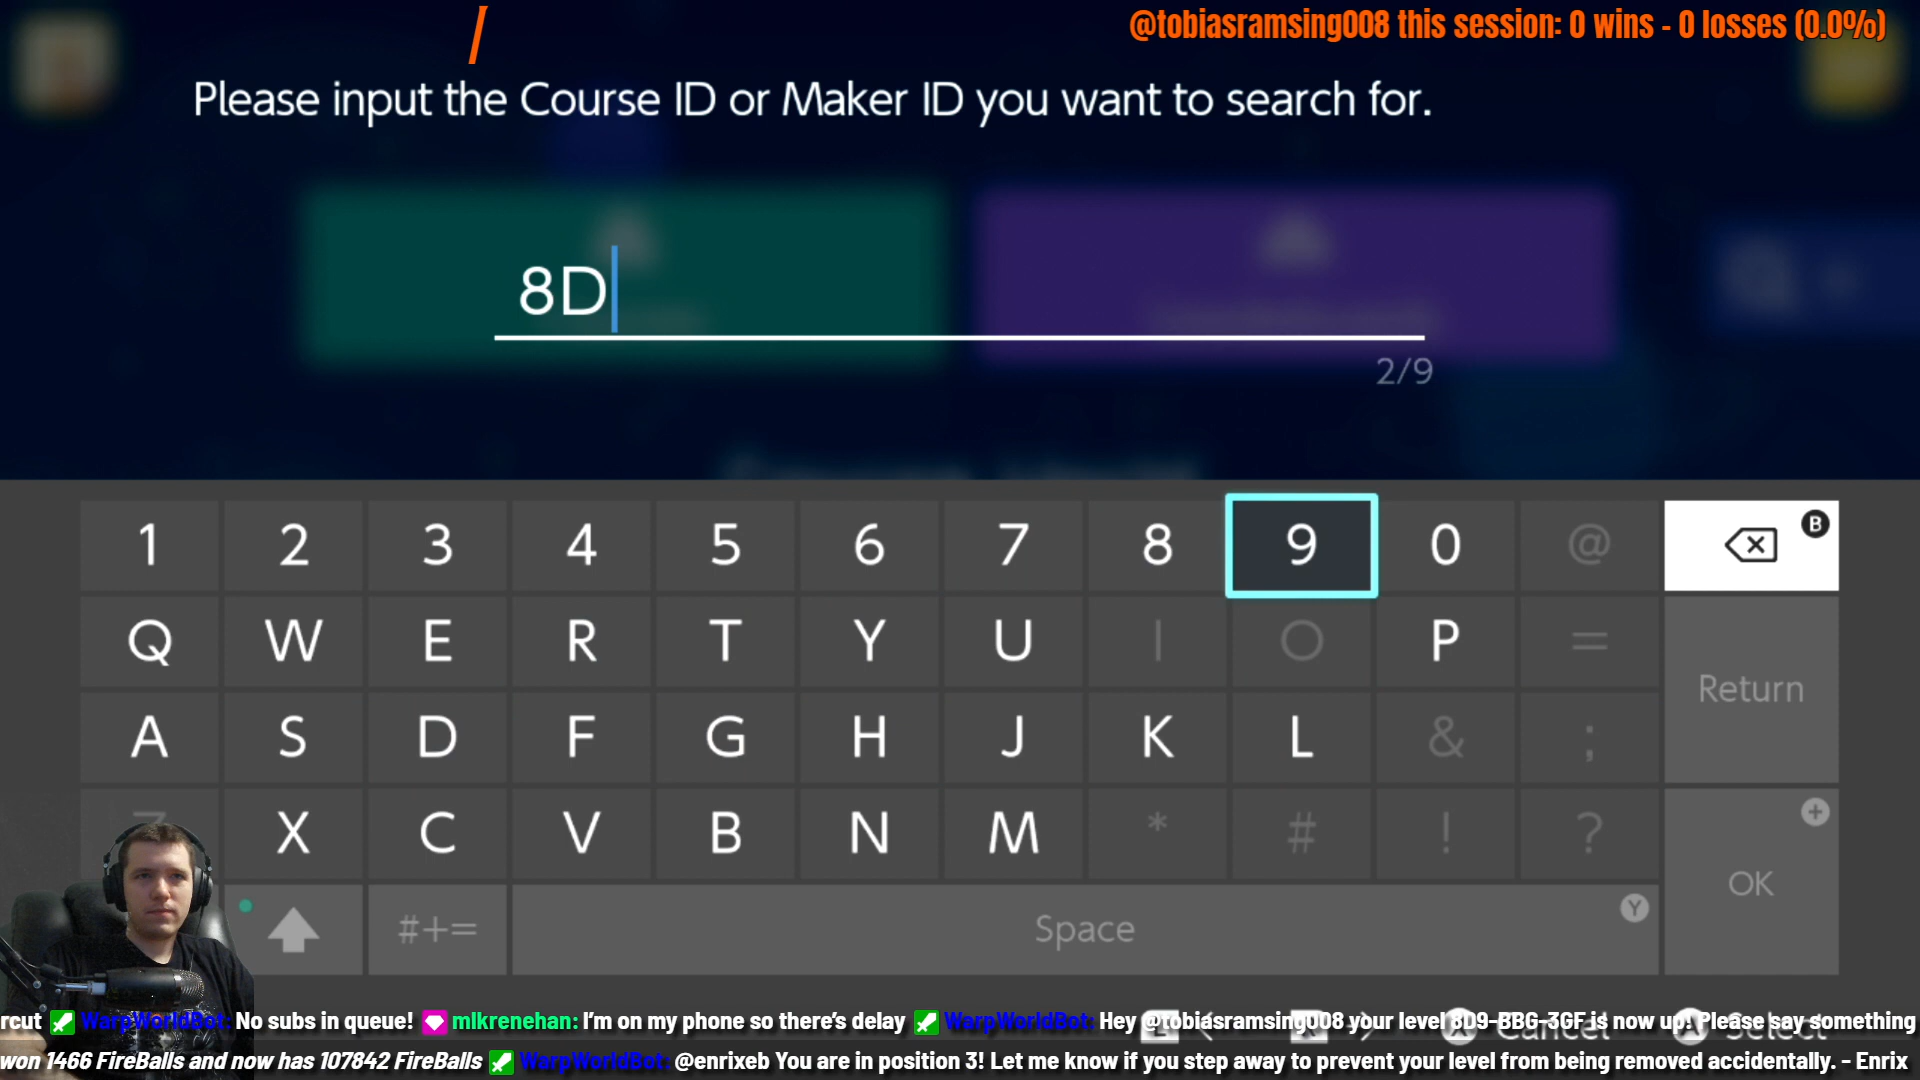 /
@tobiasramsing008 this session: 0 wins - 0 losses (0.0%)
Please input the Course ID or Maker ID you want to search for.
8D
2/9
1 2 3 4 5 6 7 8 9 0 @ B
Q W E R T Y U I O P =
Return
A S D F G H J K L & ;
X C V B N M * # ! ?
OK
#+= Space Y
Cancel Select
rcut WarpWorldBot: No subs in queue! mlkrenehan: I'm on my phone so there's delay WarpWorldBot: Hey @tobiasramsing008 your level 8D9-BBG-3GF is now up! Please say something
won 1466 FireBalls and now has 107842 FireBalls WarpWorldBot: @enrixeb You are in position 3! Let me know if you step away to prevent your level from being removed accidentally. - Enrix